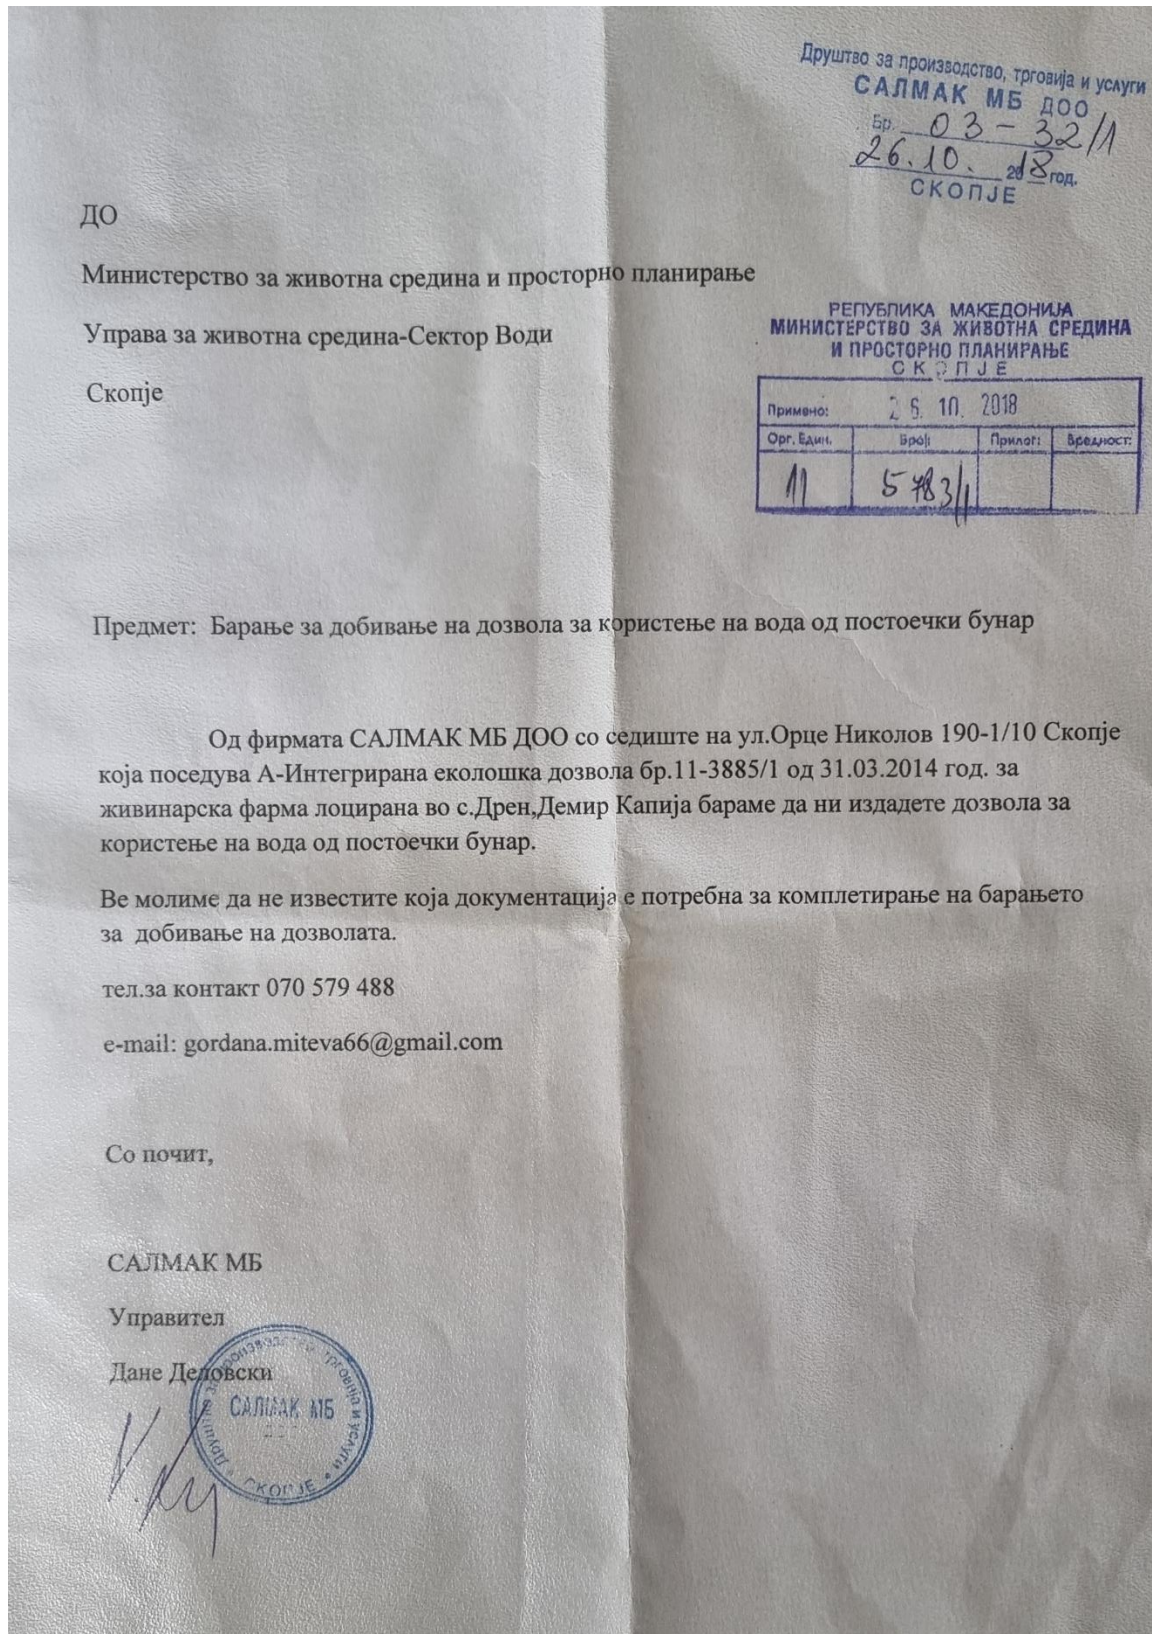 Друштво за производство, трговија и услуги
САЛМАК МБ ДОО
Бр. 03-32/1
26.10. 2018 год.
СКОПЈЕ
ДО
Министерство за животна средина и просторно планирање
Управа за животна средина-Сектор Води
Скопје
РЕПУБЛИКА МАКЕДОНИЈА
МИНИСТЕРСТВО ЗА ЖИВОТНА СРЕДИНА
И ПРОСТОРНО ПЛАНИРАЊЕ
СКОПЈЕ
Примено: 26. 10. 2018
Орг. Един. Број: Прилог: Вредност:
11 5783/1
Предмет: Барање за добивање на дозвола за користење на вода од постоечки бунар
Од фирмата САЛМАК МБ ДОО со седиште на ул.Орце Николов 190-1/10 Скопје
која поседува А-Интегрирана еколошка дозвола бр.11-3885/1 од 31.03.2014 год. за
живинарска фарма лоцирана во с.Дрен,Демир Капија бараме да ни издадете дозвола за
користење на вода од постоечки бунар.
Ве молиме да не известите која документација е потребна за комплетирање на барањето
за добивање на дозволата.
тел.за контакт 070 579 488
e-mail: gordana.miteva66@gmail.com
Со почит,
САЛМАК МБ
Управител
Дане Деловски
Друштво за производство, трговија и услуги
САЛМАК МБ
СКОПЈЕ